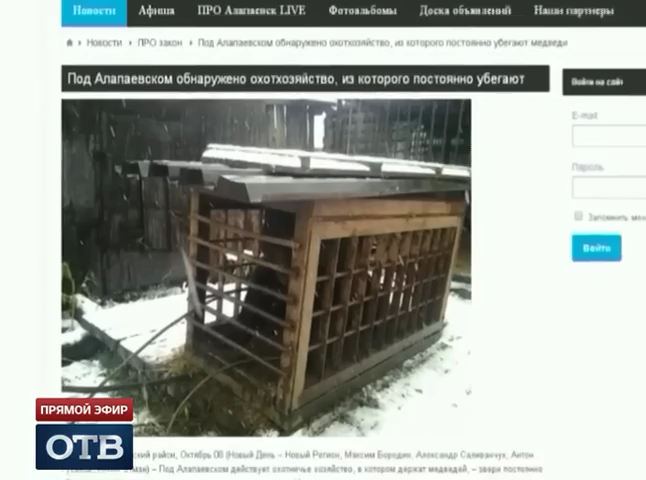 Новости Афиша ПРО Алапаевск LIVE Фотоальбомы Доска объявлений Наши партнеры
Новости › ПРО закон › Под Алапаевском обнаружено охотхозяйство, из которого постоянно убегают медведи
Под Алапаевском обнаружено охотхозяйство, из которого постоянно убегают
Войти на сайт
E-mail
Пароль
Запомить мен
Войти
ПРЯМОЙ ЭФИР
ОТВ
ский район, Октябрь 08 (Новый День – Новый Регион, Максим Бородин, Александр Саливанчук, Антон
– Под Алапаевском действует охотничье хозяйство, в котором держат медведей, – звери постоянно